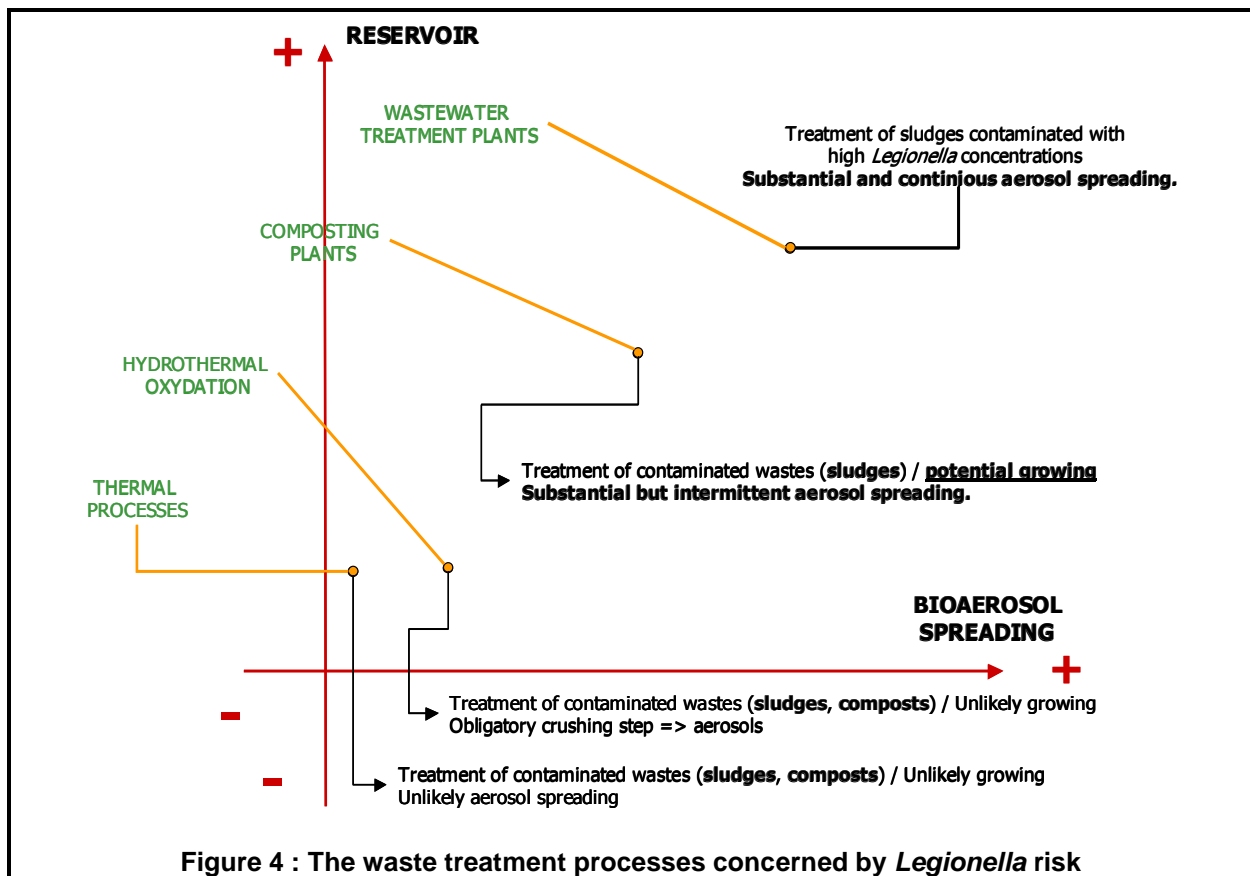 +
RESERVOIR
WASTEWATER
TREATMENT PLANTS
Treatment of sludges contaminated with
high Legionella concentrations
Substantial and continious aerosol spreading.
COMPOSTING
PLANTS
HYDROTHERMAL
OXYDATION
Treatment of contaminated wastes (sludges) / potential growing
Substantial but intermittent aerosol spreading.
THERMAL
PROCESSES
BIOAEROSOL
SPREADING
+
-
Treatment of contaminated wastes (sludges, composts) / Unlikely growing
Obligatory crushing step => aerosols
-
Treatment of contaminated wastes (sludges, composts) / Unlikely growing
Unlikely aerosol spreading
Figure 4 : The waste treatment processes concerned by Legionella risk